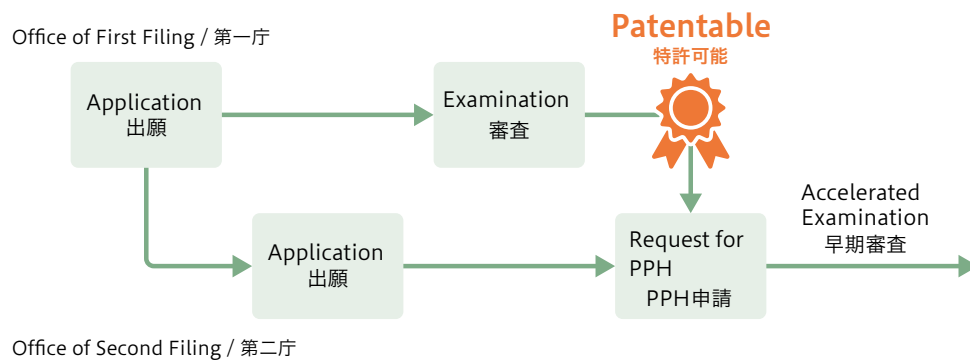 Office of First Filing / 第一庁
Patentable
特許可能
Application
出願
Examination
審査
Application
出願
Request for
PPH
PPH申請
Accelerated
Examination
早期審査
Office of Second Filing / 第二庁